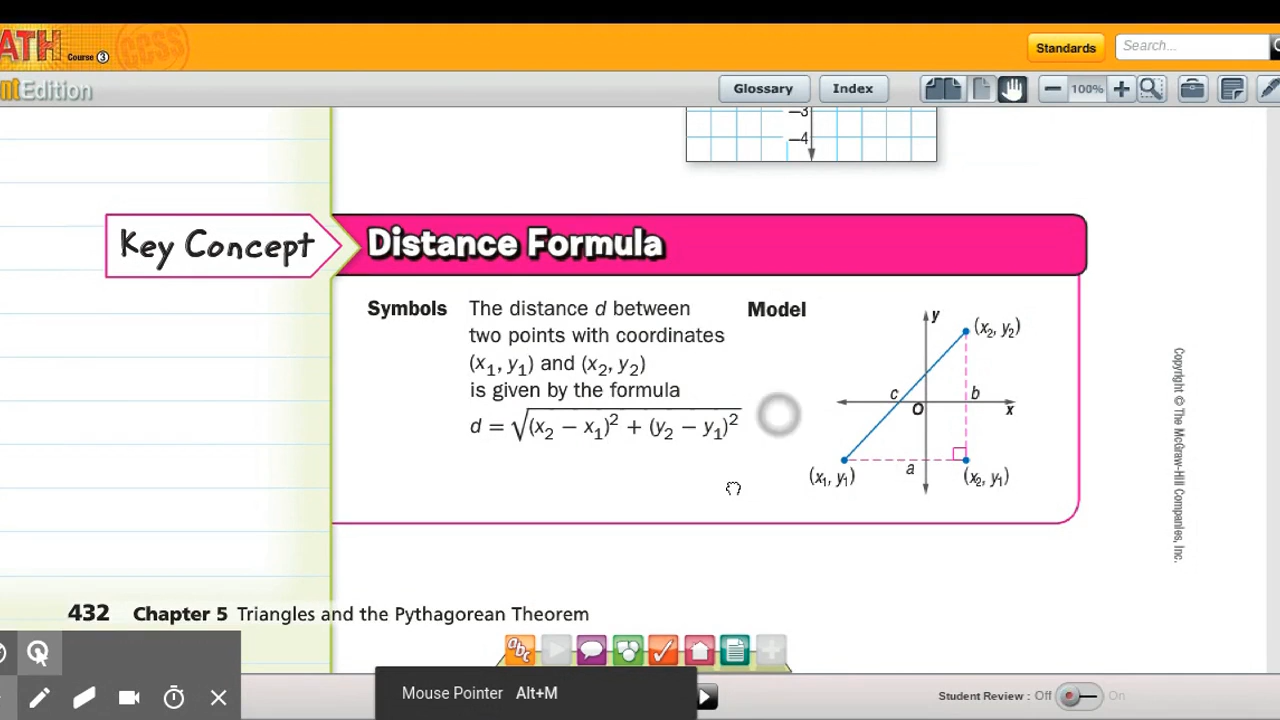 ATH Course 3 CCSS
Standards
Search...
ntEdition
Glossary
Index
100%
–3
–4
Key Concept
Distance Formula
Symbols
The distance d between
two points with coordinates
(x₁, y₁) and (x₂, y₂)
is given by the formula
d = √(x₂ – x₁)² + (y₂ – y₁)²
Model
y
(x₂, y₂)
c
b
O
x
a
(x₁, y₁)
(x₂, y₁)
Copyright © The McGraw-Hill Companies, Inc.
432 Chapter 5 Triangles and the Pythagorean Theorem
abc
Mouse Pointer Alt+M
Student Review : Off On